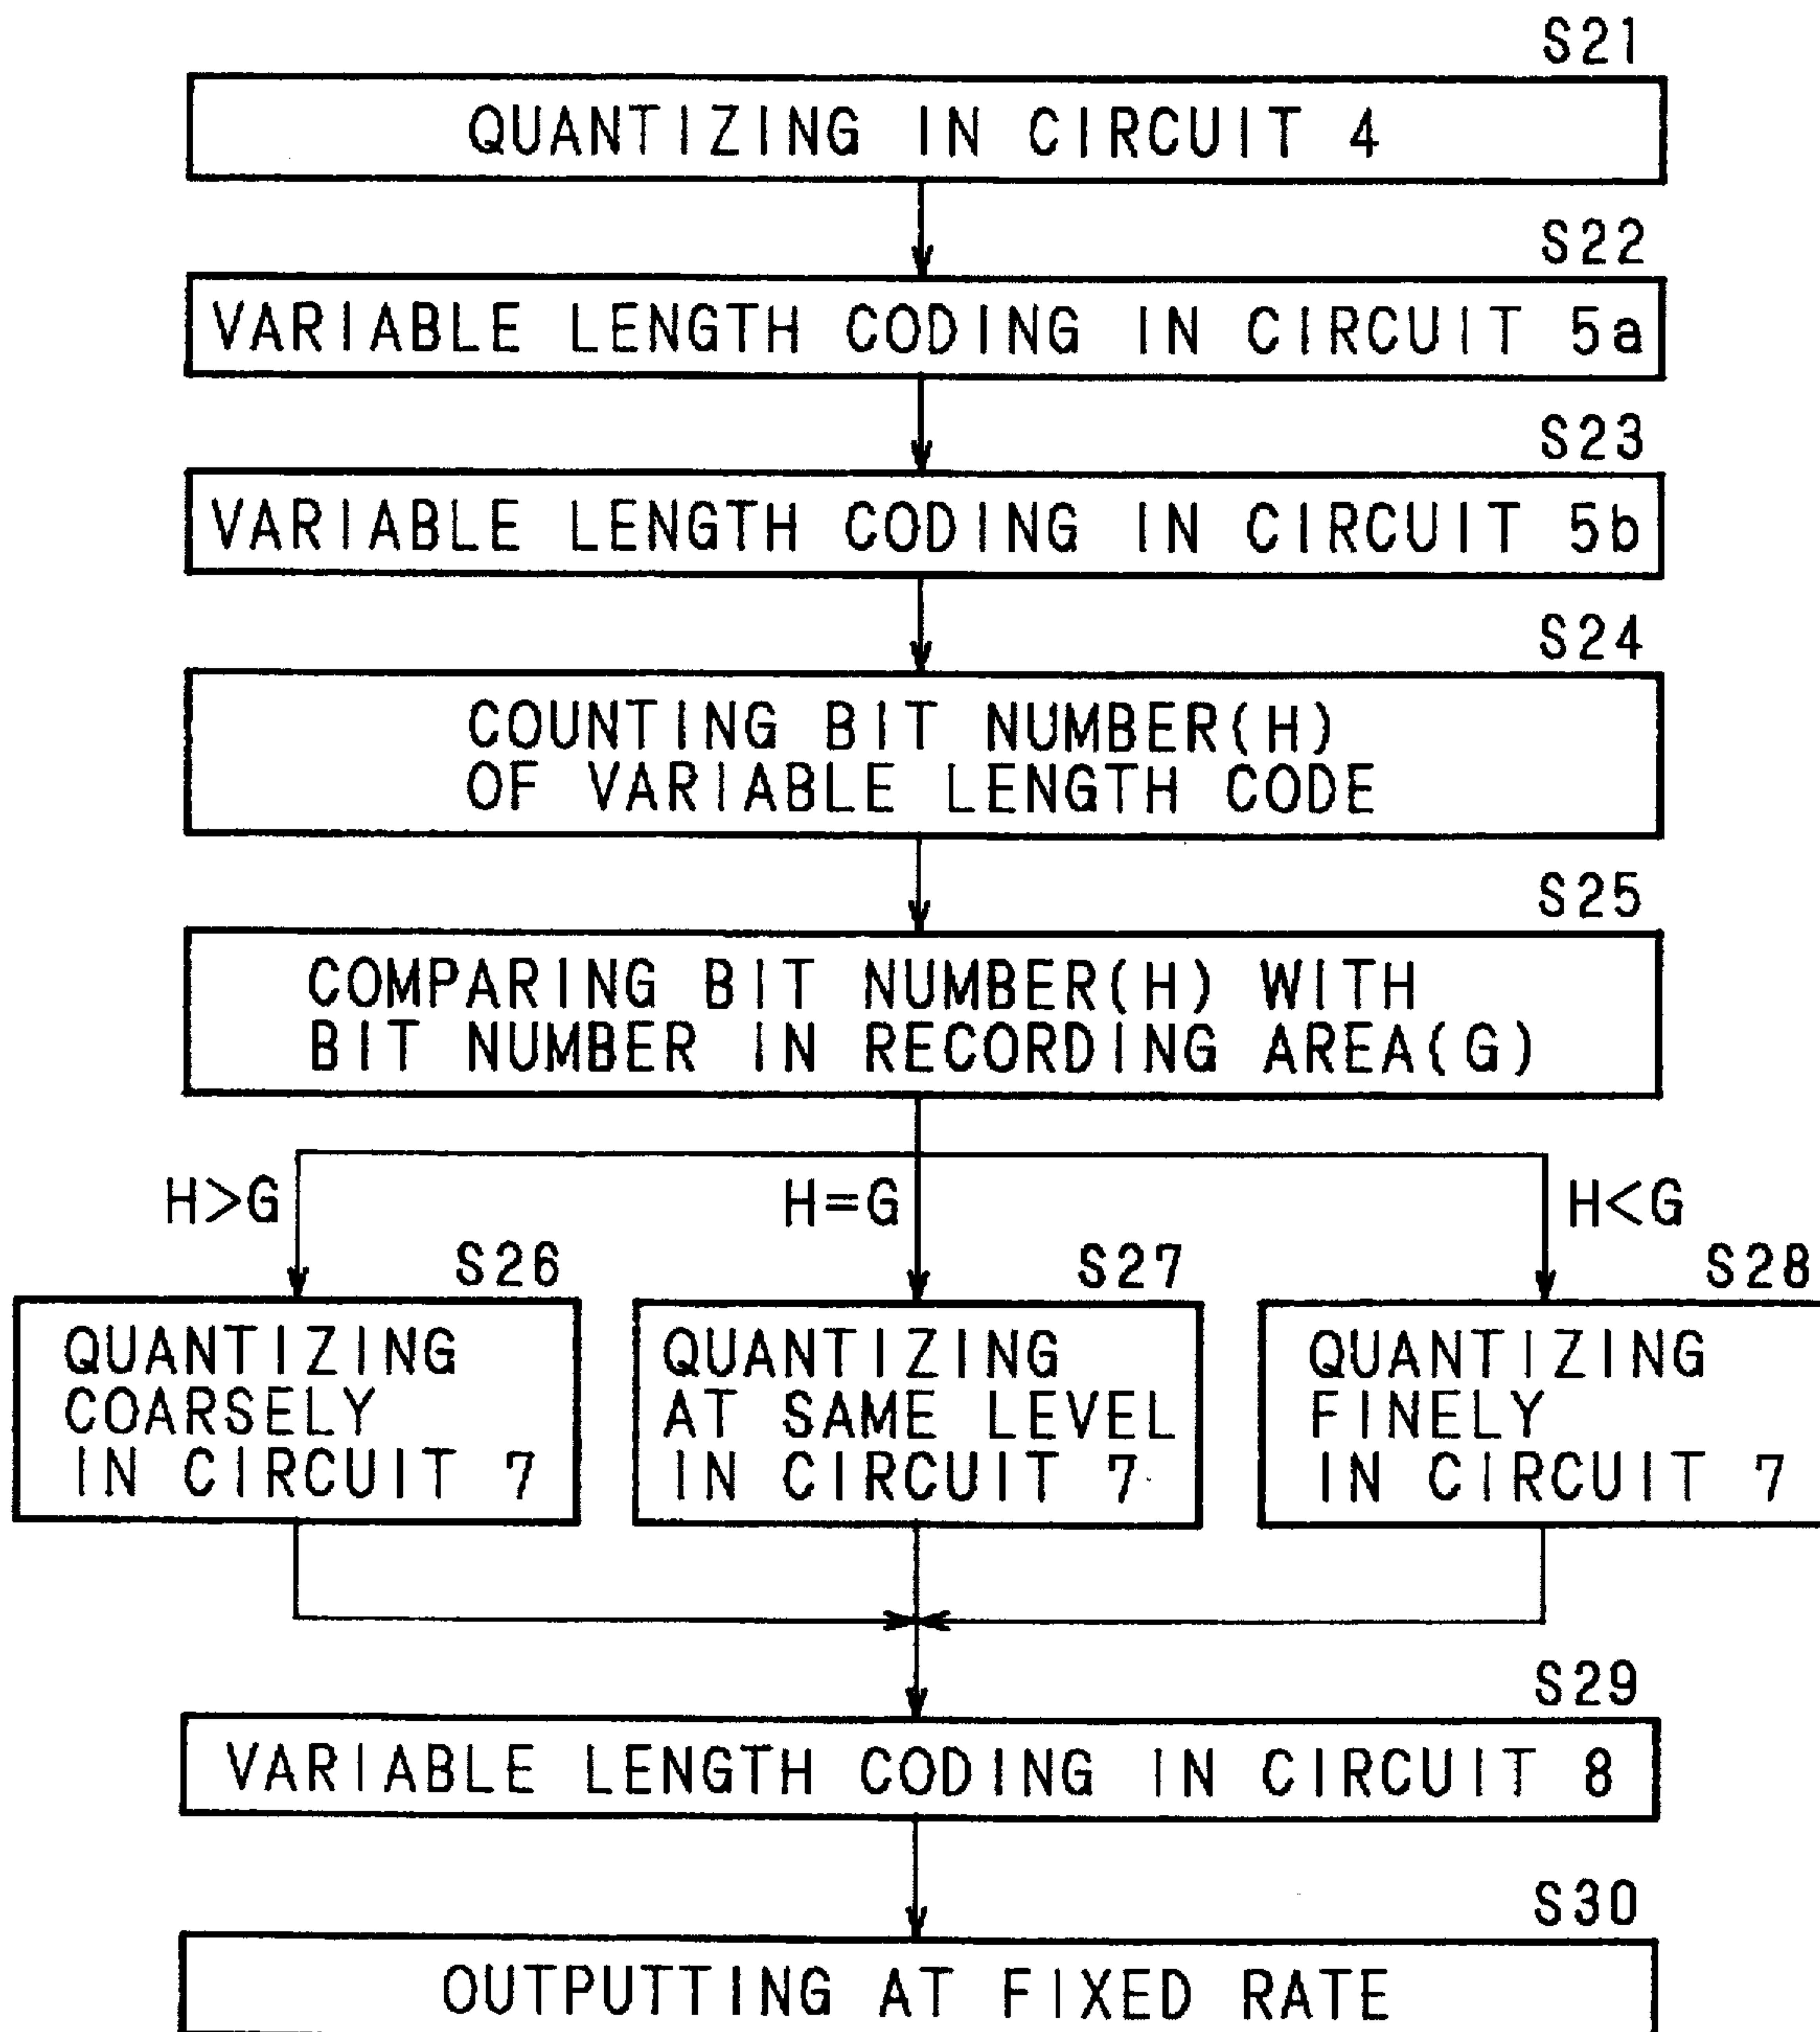 S21
QUANTIZING IN CIRCUIT 4
S22
VARIABLE LENGTH CODING IN CIRCUIT 5a
S23
VARIABLE LENGTH CODING IN CIRCUIT 5b
S24
COUNTING BIT NUMBER(H)
OF VARIABLE LENGTH CODE
S25
COMPARING BIT NUMBER(H) WITH
BIT NUMBER IN RECORDING AREA(G)
H>G
H=G
H<G
S26
QUANTIZING
COARSELY
IN CIRCUIT 7
S27
QUANTIZING
AT SAME LEVEL
IN CIRCUIT 7
S28
QUANTIZING
FINELY
IN CIRCUIT 7
S29
VARIABLE LENGTH CODING IN CIRCUIT 8
S30
OUTPUTTING AT FIXED RATE